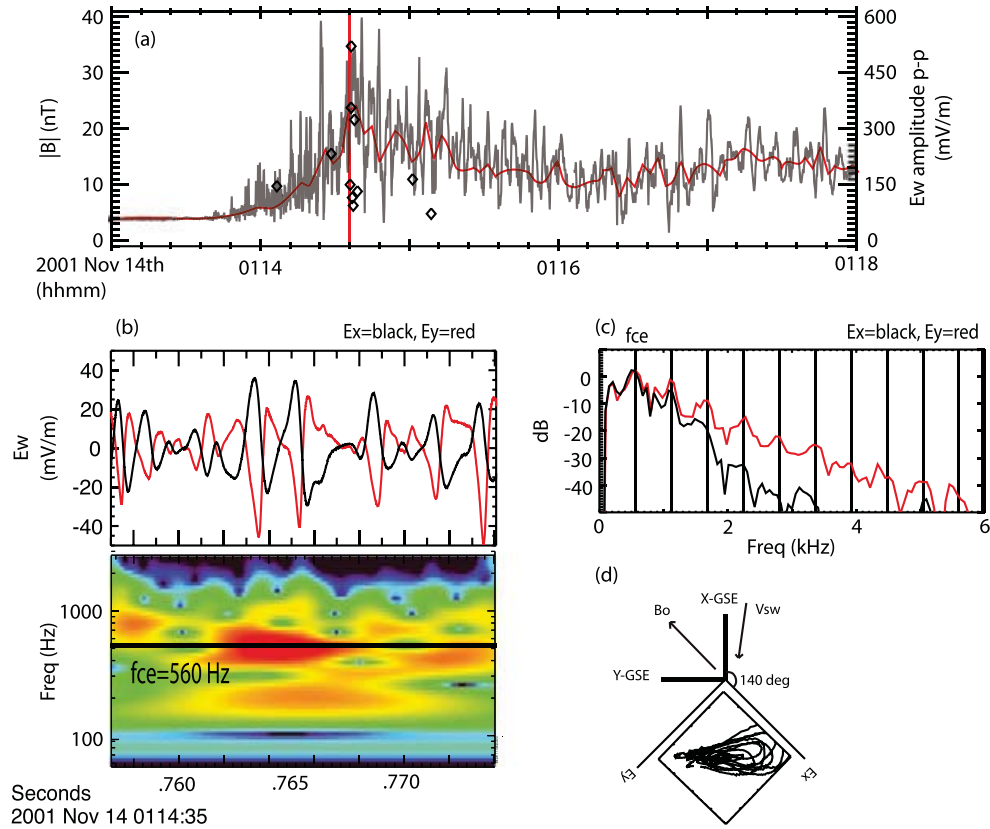 (a)
40
30
20
10
0
|B| (nT)
600
450
300
150
0
Ew amplitude p-p
(mV/m)
2001 Nov 14th
(hhmm)
0114
0116
0118
(b)
Ex=black, Ey=red
40
20
0
-20
-40
Ew
(mV/m)
1000
100
Freq (Hz)
fce=560 Hz
.760
.765
.770
Seconds
2001 Nov 14 0114:35
(c)
fce
Ex=black, Ey=red
0
-10
-20
-30
-40
dB
0
2
4
6
Freq (kHz)
(d)
X-GSE
Bo
Vsw
Y-GSE
140 deg
Ey
Ex